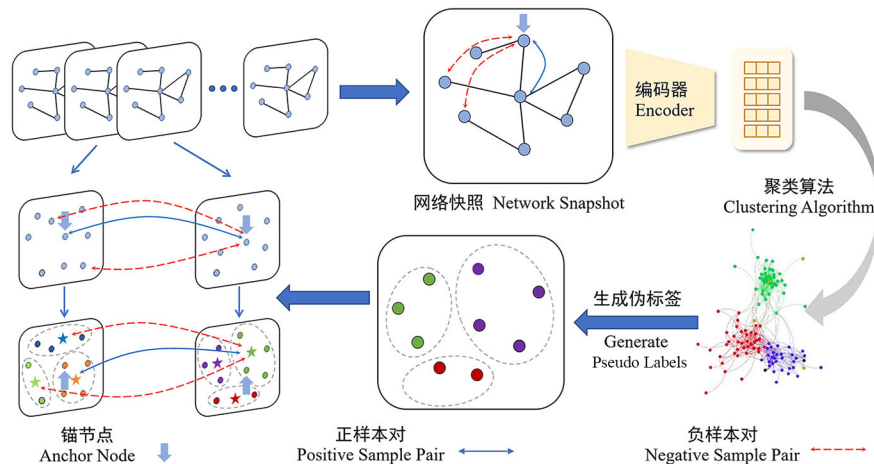 编码器
Encoder
网络快照 Network Snapshot
聚类算法
Clustering Algorithm
生成伪标签
Generate
Pseudo Labels
锚节点
Anchor Node
正样本对
Positive Sample Pair
负样本对
Negative Sample Pair